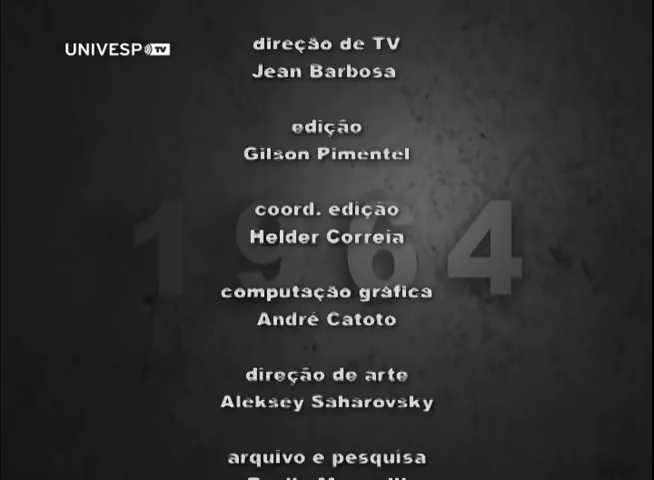 UNIVESP TV
direção de TV
Jean Barbosa
edição
Gilson Pimentel
coord. edição
Helder Correia
1964
computação gráfica
André Catoto
direção de arte
Aleksey Saharovsky
arquivo e pesquisa